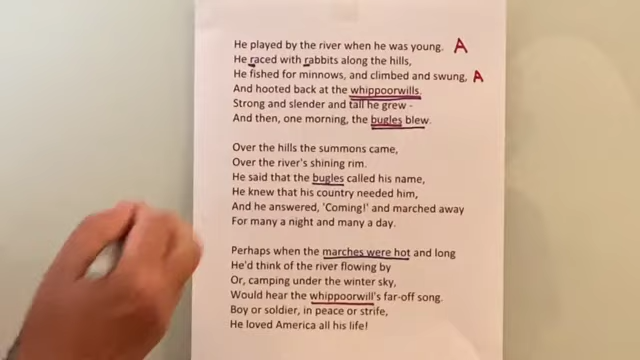 He played by the river when he was young. A
He raced with rabbits along the hills,
He fished for minnows, and climbed and swung, A
And hooted back at the whippoorwills.
Strong and slender and tall he grew -
And then, one morning, the bugles blew.
Over the hills the summons came,
Over the river's shining rim.
He said that the bugles called his name,
He knew that his country needed him,
And he answered, 'Coming!' and marched away
For many a night and many a day.
Perhaps when the marches were hot and long
He'd think of the river flowing by
Or, camping under the winter sky,
Would hear the whippoorwill's far-off song.
Boy or soldier, in peace or strife,
He loved America all his life!